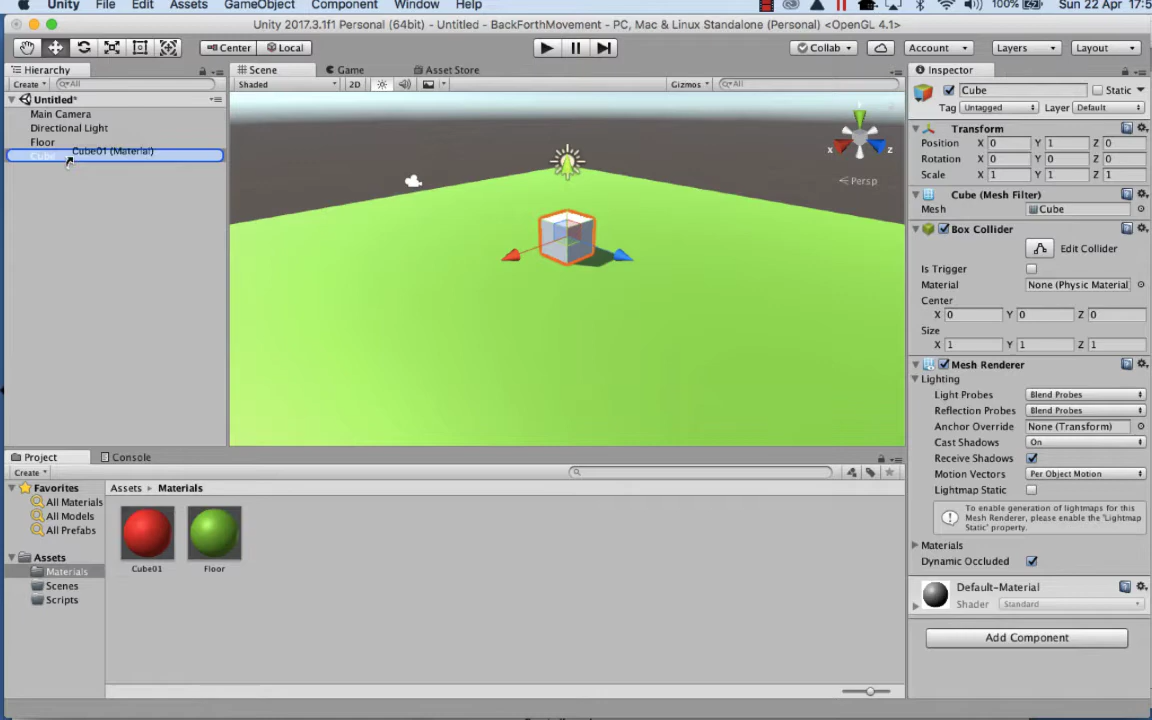 Unity File Edit Assets GameObject Component Window Help 100% Sun 22 Apr 17:5
Unity 2017.3.1f1 Personal (64bit) - Untitled - BackForthMovement - PC, Mac & Linux Standalone (Personal) <OpenGL 4.1>
Center Local Collab Account Layers Layout
Hierarchy
Create All
Untitled*
Main Camera
Directional Light
Floor
Cube
Cube01 (Material)
Scene Game Asset Store
Shaded 2D Gizmos All
y
x z
Persp
Inspector
Cube Static
Tag Untagged Layer Default
Transform
Position X 0 Y 1 Z 0
Rotation X 0 Y 0 Z 0
Scale X 1 Y 1 Z 1
Cube (Mesh Filter)
Mesh Cube
Box Collider
Edit Collider
Is Trigger
Material None (Physic Material
Center
X 0 Y 0 Z 0
Size
X 1 Y 1 Z 1
Mesh Renderer
Lighting
Light Probes Blend Probes
Reflection Probes Blend Probes
Anchor Override None (Transform)
Cast Shadows On
Receive Shadows
Motion Vectors Per Object Motion
Lightmap Static
To enable generation of lightmaps for this
Mesh Renderer, please enable the 'Lightmap
Static' property.
Materials
Dynamic Occluded
Default-Material
Shader Standard
Add Component
Project Console
Create
Favorites
All Materials
All Models
All Prefabs
Assets
Materials
Scenes
Scripts
Assets Materials
Cube01 Floor